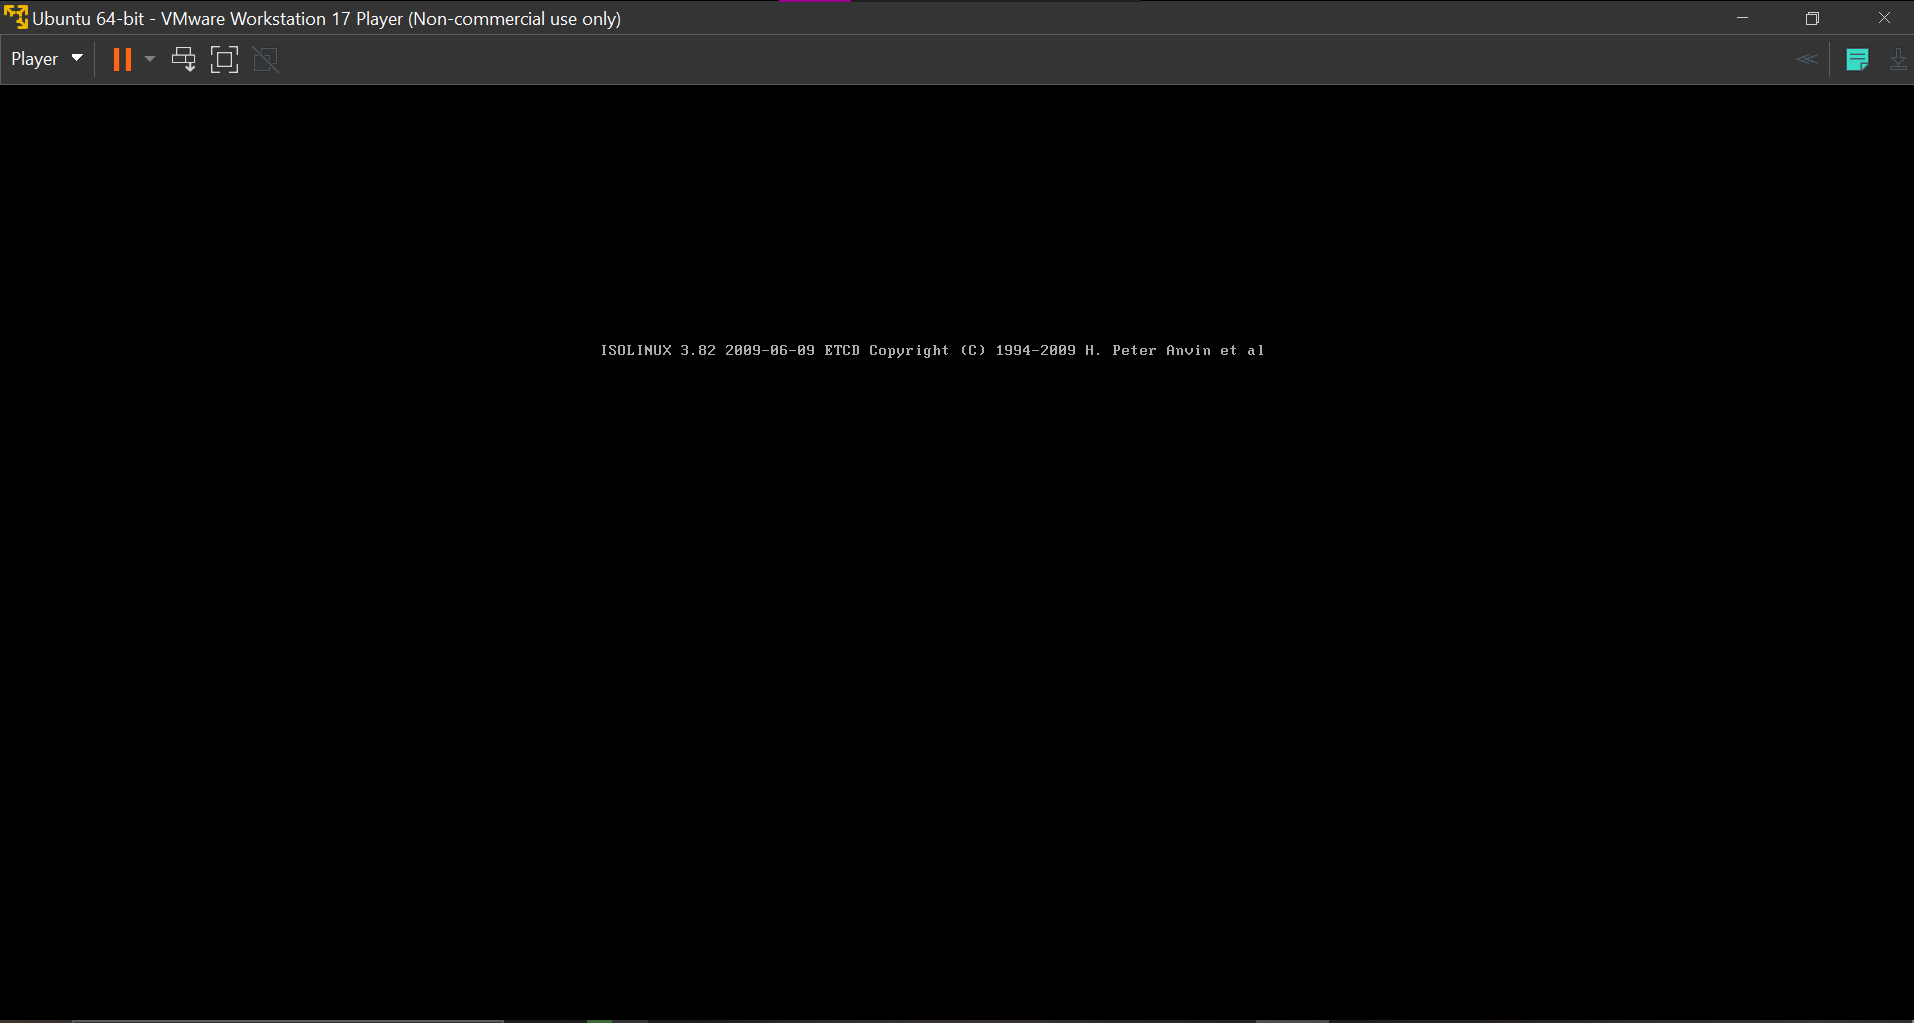 Ubuntu 64-bit - VMware Workstation 17 Player (Non-commercial use only)
Player
ISOLINUX 3.82 2009-06-09 ETCD Copyright (C) 1994-2009 H. Peter Anvin et al